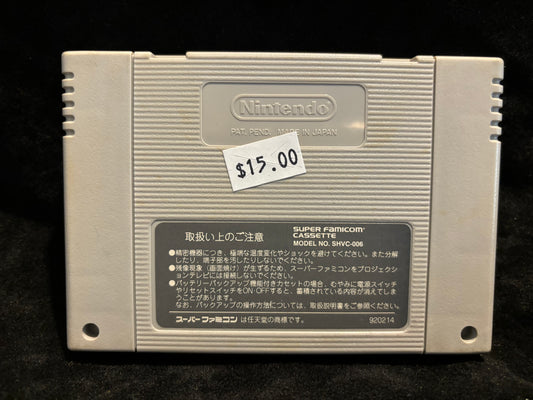 Nintendo
PAT. PEND. MADE IN JAPAN
$15.00
取扱い上のご注意
SUPER FAMICOM
CASSETTE
MODEL NO. SHVC-006
●精密機器につき、極端な温度変化やショックを避けてください。また分解
したり、端子部を汚したりしないでください。
●残像現象（画面焼け）が生ずるため、スーパーファミコンをプロジェクショ
ンテレビには接続しないでください。
●バッテリーバックアップ機能付きカセットの場合、むやみに電源スイッチ
やリセットスイッチをON・OFFすると、蓄積されている内容が消えてしま
うことがあります。
なお、バックアップの操作方法については、取扱説明書をご参照ください。
スーパーファミコン は任天堂の商標です。
920214